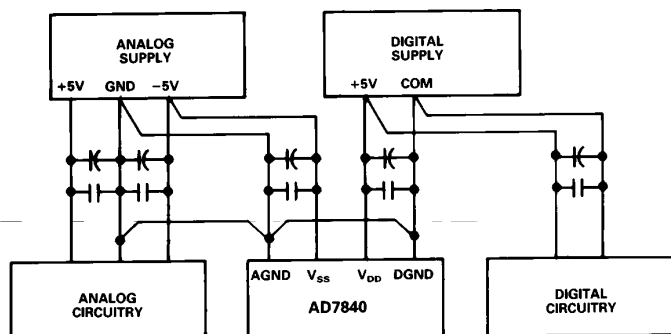 ANALOG
SUPPLY
+5V GND −5V
DIGITAL
SUPPLY
+5V COM
AGND VSS VDD DGND
AD7840
ANALOG
CIRCUITRY
DIGITAL
CIRCUITRY